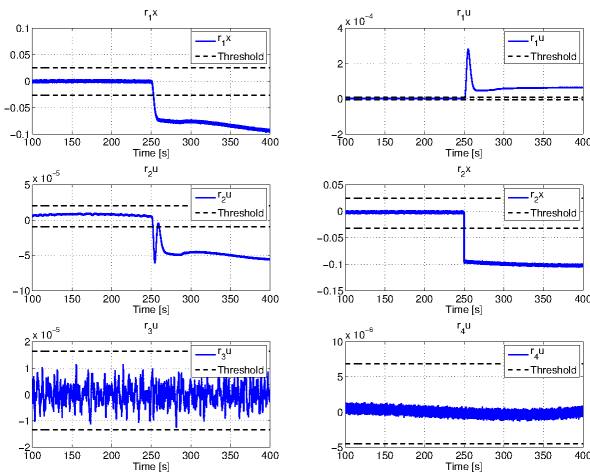 r₁x
r₁u
0.1
0.05
0
−0.05
−0.1
100 150 200 250 300 350 400
Time [s]
r₁x
Threshold
4 x 10⁻⁴
2
0
−2
100 150 200 250 300 350 400
Time [s]
r₁u
Threshold
r₂u
r₂x
5 x 10⁻⁵
0
−5
−10
100 150 200 250 300 350 400
Time [s]
r₂u
Threshold
0.05
0
−0.05
−0.1
−0.15
100 150 200 250 300 350 400
Time [s]
r₂x
Threshold
r₃u
r₄u
2 x 10⁻⁵
1
0
−1
−2
100 150 200 250 300 350 400
Time [s]
r₃u
Threshold
10 x 10⁻⁶
5
0
−5
100 150 200 250 300 350 400
Time [s]
r₄u
Threshold